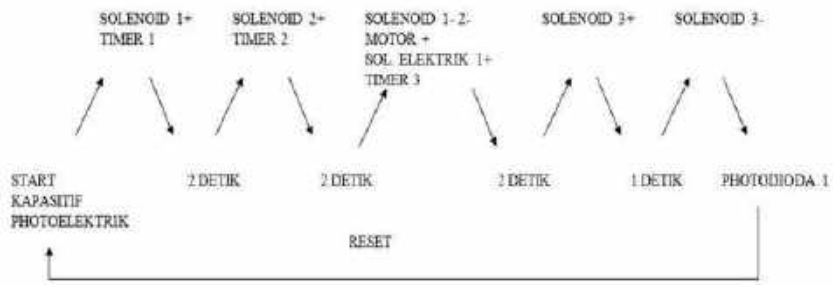 SOLENOID 1+
TIMER 1
SOLENOID 2+
TIMER 2
SOLENOID 1- 2-
MOTOR +
SOL ELEKTRIK 1+
TIMER 3
SOLENOID 3+
SOLENOID 3-
START
KAPASITIF
PHOTOELEKTRIK
2 DETIK
2 DETIK
2 DETIK
1 DETIK
PHOTODIODA 1
RESET